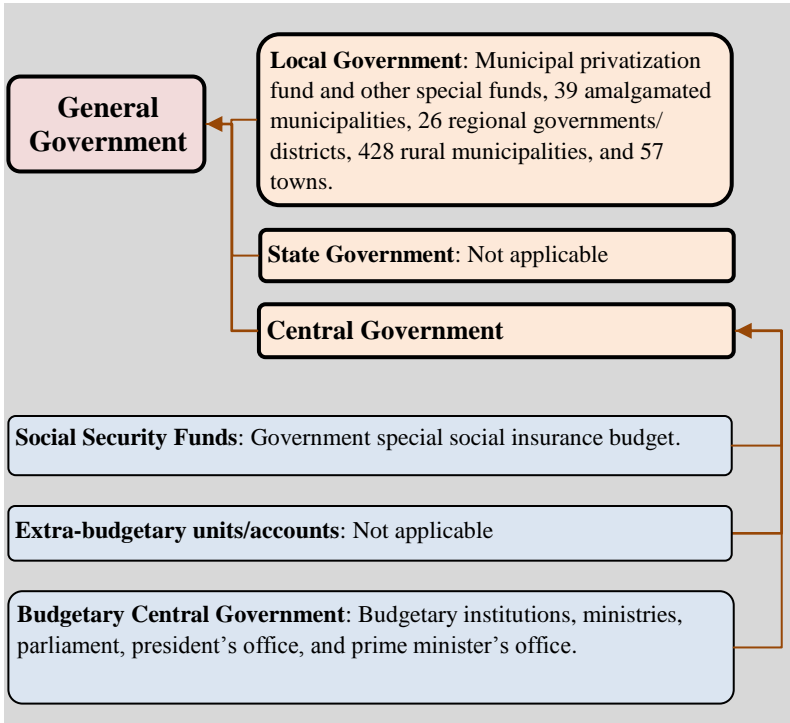 General
Government
Local Government: Municipal privatization
fund and other special funds, 39 amalgamated
municipalities, 26 regional governments/
districts, 428 rural municipalities, and 57
towns.
State Government: Not applicable
Central Government
Social Security Funds: Government special social insurance budget.
Extra-budgetary units/accounts: Not applicable
Budgetary Central Government: Budgetary institutions, ministries,
parliament, president’s office, and prime minister’s office.